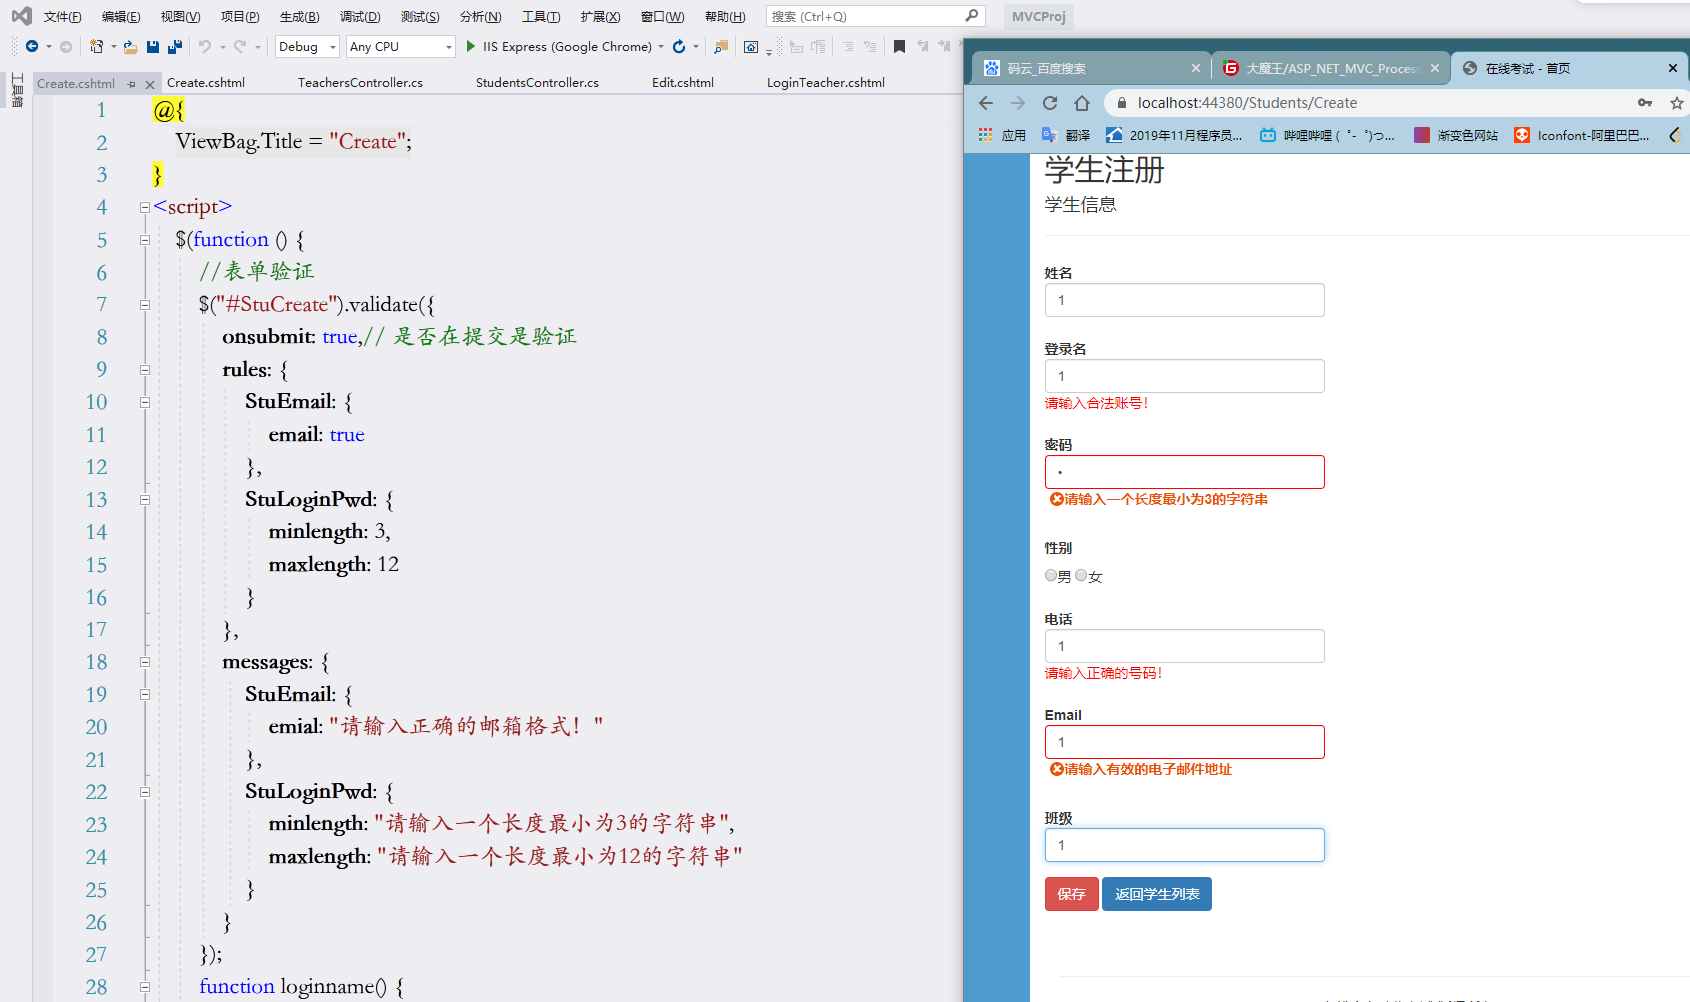 文件(F) 编辑(E) 视图(V) 项目(P) 生成(B) 调试(D) 测试(S) 分析(N) 工具(T) 扩展(X) 窗口(W) 帮助(H) 搜索 (Ctrl+Q) MVCProj
Debug Any CPU IIS Express (Google Chrome)
工具箱
Create.cshtml Create.cshtml TeachersController.cs StudentsController.cs Edit.cshtml LoginTeacher.cshtml
1 @{
2 ViewBag.Title = "Create";
3 }
4 <script>
5 $(function () {
6 //表单验证
7 $("#StuCreate").validate({
8 onsubmit: true,// 是否在提交是验证
9 rules: {
10 StuEmail: {
11 email: true
12 },
13 StuLoginPwd: {
14 minlength: 3,
15 maxlength: 12
16 }
17 },
18 messages: {
19 StuEmail: {
20 emial: "请输入正确的邮箱格式！"
21 },
22 StuLoginPwd: {
23 minlength: "请输入一个长度最小为3的字符串",
24 maxlength: "请输入一个长度最小为12的字符串"
25 }
26 }
27 });
28 function loginname() {
码云_百度搜索 大魔王/ASP_NET_MVC_Process 在线考试 - 首页
localhost:44380/Students/Create
应用 翻译 2019年11月程序员... 哔哩哔哩 ( ゜- ゜)つ... 渐变色网站 Iconfont-阿里巴巴...
学生注册
学生信息
姓名
1
登录名
1
请输入合法账号！
密码
•
请输入一个长度最小为3的字符串
性别
男 女
电话
1
请输入正确的号码！
Email
1
请输入有效的电子邮件地址
班级
1
保存 返回学生列表